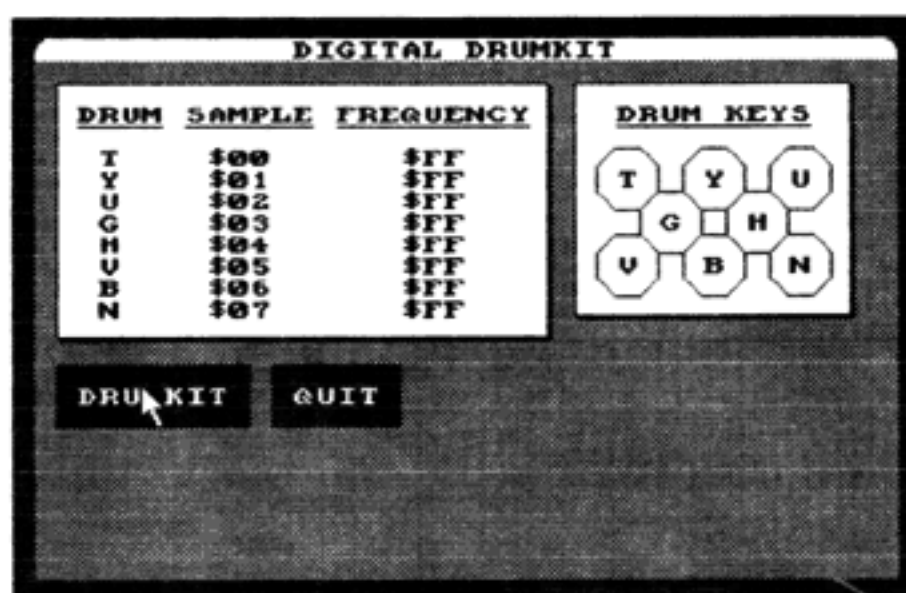 DIGITAL DRUMKIT
DRUM SAMPLE FREQUENCY
T $00 $FF
Y $01 $FF
U $02 $FF
G $03 $FF
H $04 $FF
V $05 $FF
B $06 $FF
N $07 $FF
DRUM KEYS
T Y U
G H
V B N
DRUM KIT QUIT